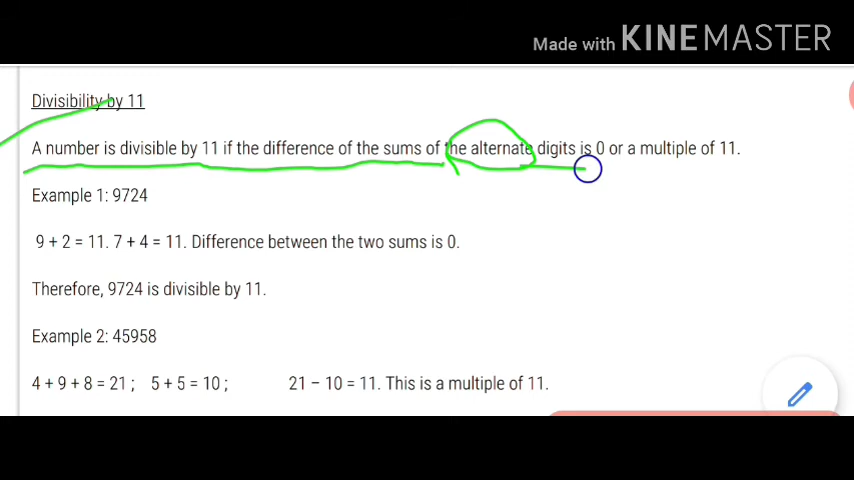 Made with KINEMASTER
Divisibility by 11
A number is divisible by 11 if the difference of the sums of the alternate digits is 0 or a multiple of 11.
Example 1: 9724
9 + 2 = 11. 7 + 4 = 11. Difference between the two sums is 0.
Therefore, 9724 is divisible by 11.
Example 2: 45958
4 + 9 + 8 = 21 ; 5 + 5 = 10 ; 21 – 10 = 11. This is a multiple of 11.